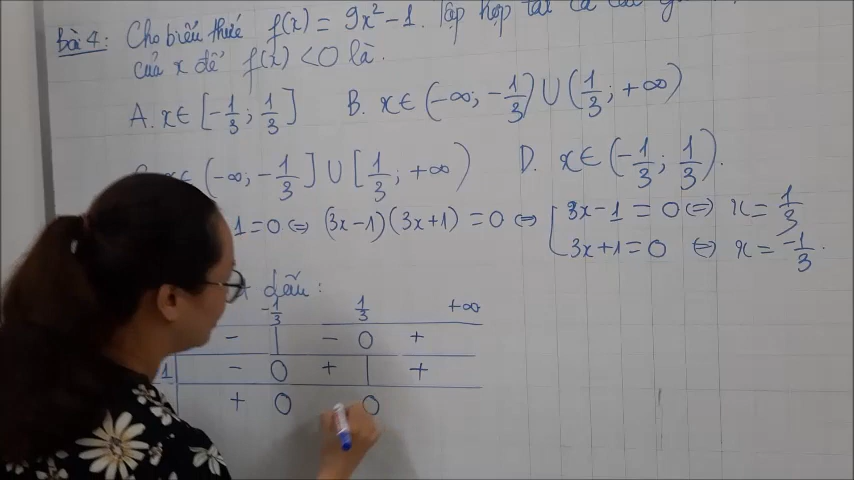 Bài 4: Cho biểu thức f(x) = 9x² − 1. Tập hợp tất cả các
của x để f(x) < 0 là.
A. x ∈ [−1/3; 1/3] B. x ∈ (−∞; −1/3) ∪ (1/3; +∞)
x ∈ (−∞; −1/3] ∪ [1/3; +∞) D. x ∈ (−1/3; 1/3).
1 = 0 ⇔ (3x−1)(3x+1) = 0 ⇔ [ 3x − 1 = 0 ⇔ x = 1/3
3x + 1 = 0 ⇔ x = −1/3.
dấu:
−1/3 1/3 +∞
− | − 0 +
1 − 0 + | +
+ 0 0